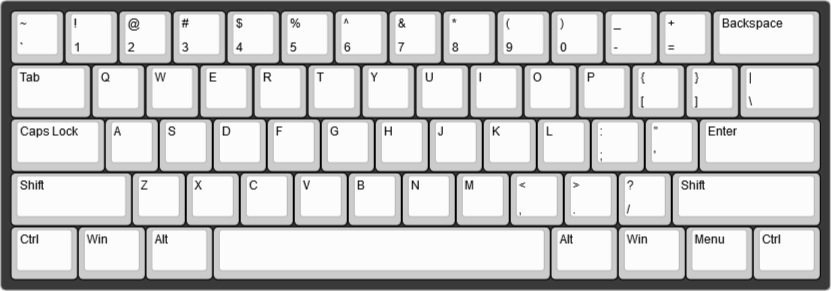 ~ ! @ # $ % ^ & * ( ) _ + Backspace
` 1 2 3 4 5 6 7 8 9 0 - =
Tab Q W E R T Y U I O P { } |
[ ] \
Caps Lock A S D F G H J K L : " Enter
; '
Shift Z X C V B N M < > ? Shift
, . /
Ctrl Win Alt Alt Win Menu Ctrl